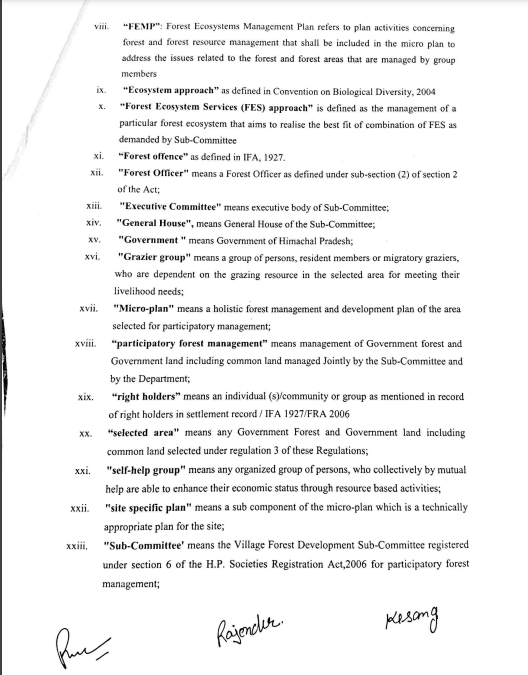 viii. "FEMP": Forest Ecosystems Management Plan refers to plan activities concerning
forest and forest resource management that shall be included in the micro plan to
address the issues related to the forest and forest areas that are managed by group
members
ix. "Ecosystem approach" as defined in Convention on Biological Diversity, 2004
x. "Forest Ecosystem Services (FES) approach" is defined as the management of a
particular forest ecosystem that aims to realise the best fit of combination of FES as
demanded by Sub-Committee
xi. "Forest offence" as defined in IFA, 1927.
xii. "Forest Officer" means a Forest Officer as defined under sub-section (2) of section 2
of the Act;
xiii. "Executive Committee" means executive body of Sub-Committee;
xiv. "General House", means General House of the Sub-Committee;
xv. "Government " means Government of Himachal Pradesh;
xvi. "Grazier group" means a group of persons, resident members or migratory graziers,
who are dependent on the grazing resource in the selected area for meeting their
livelihood needs;
xvii. "Micro-plan" means a holistic forest management and development plan of the area
selected for participatory management;
xviii. "participatory forest management" means management of Government forest and
Government land including common land managed Jointly by the Sub-Committee and
by the Department;
xix. "right holders" means an individual (s)/community or group as mentioned in record
of right holders in settlement record / IFA 1927/FRA 2006
xx. "selected area" means any Government Forest and Government land including
common land selected under regulation 3 of these Regulations;
xxi. "self-help group" means any organized group of persons, who collectively by mutual
help are able to enhance their economic status through resource based activities;
xxii. "site specific plan" means a sub component of the micro-plan which is a technically
appropriate plan for the site;
xxiii. "Sub-Committee' means the Village Forest Development Sub-Committee registered
under section 6 of the H.P. Societies Registration Act,2006 for participatory forest
management;
Rajender. Kesang